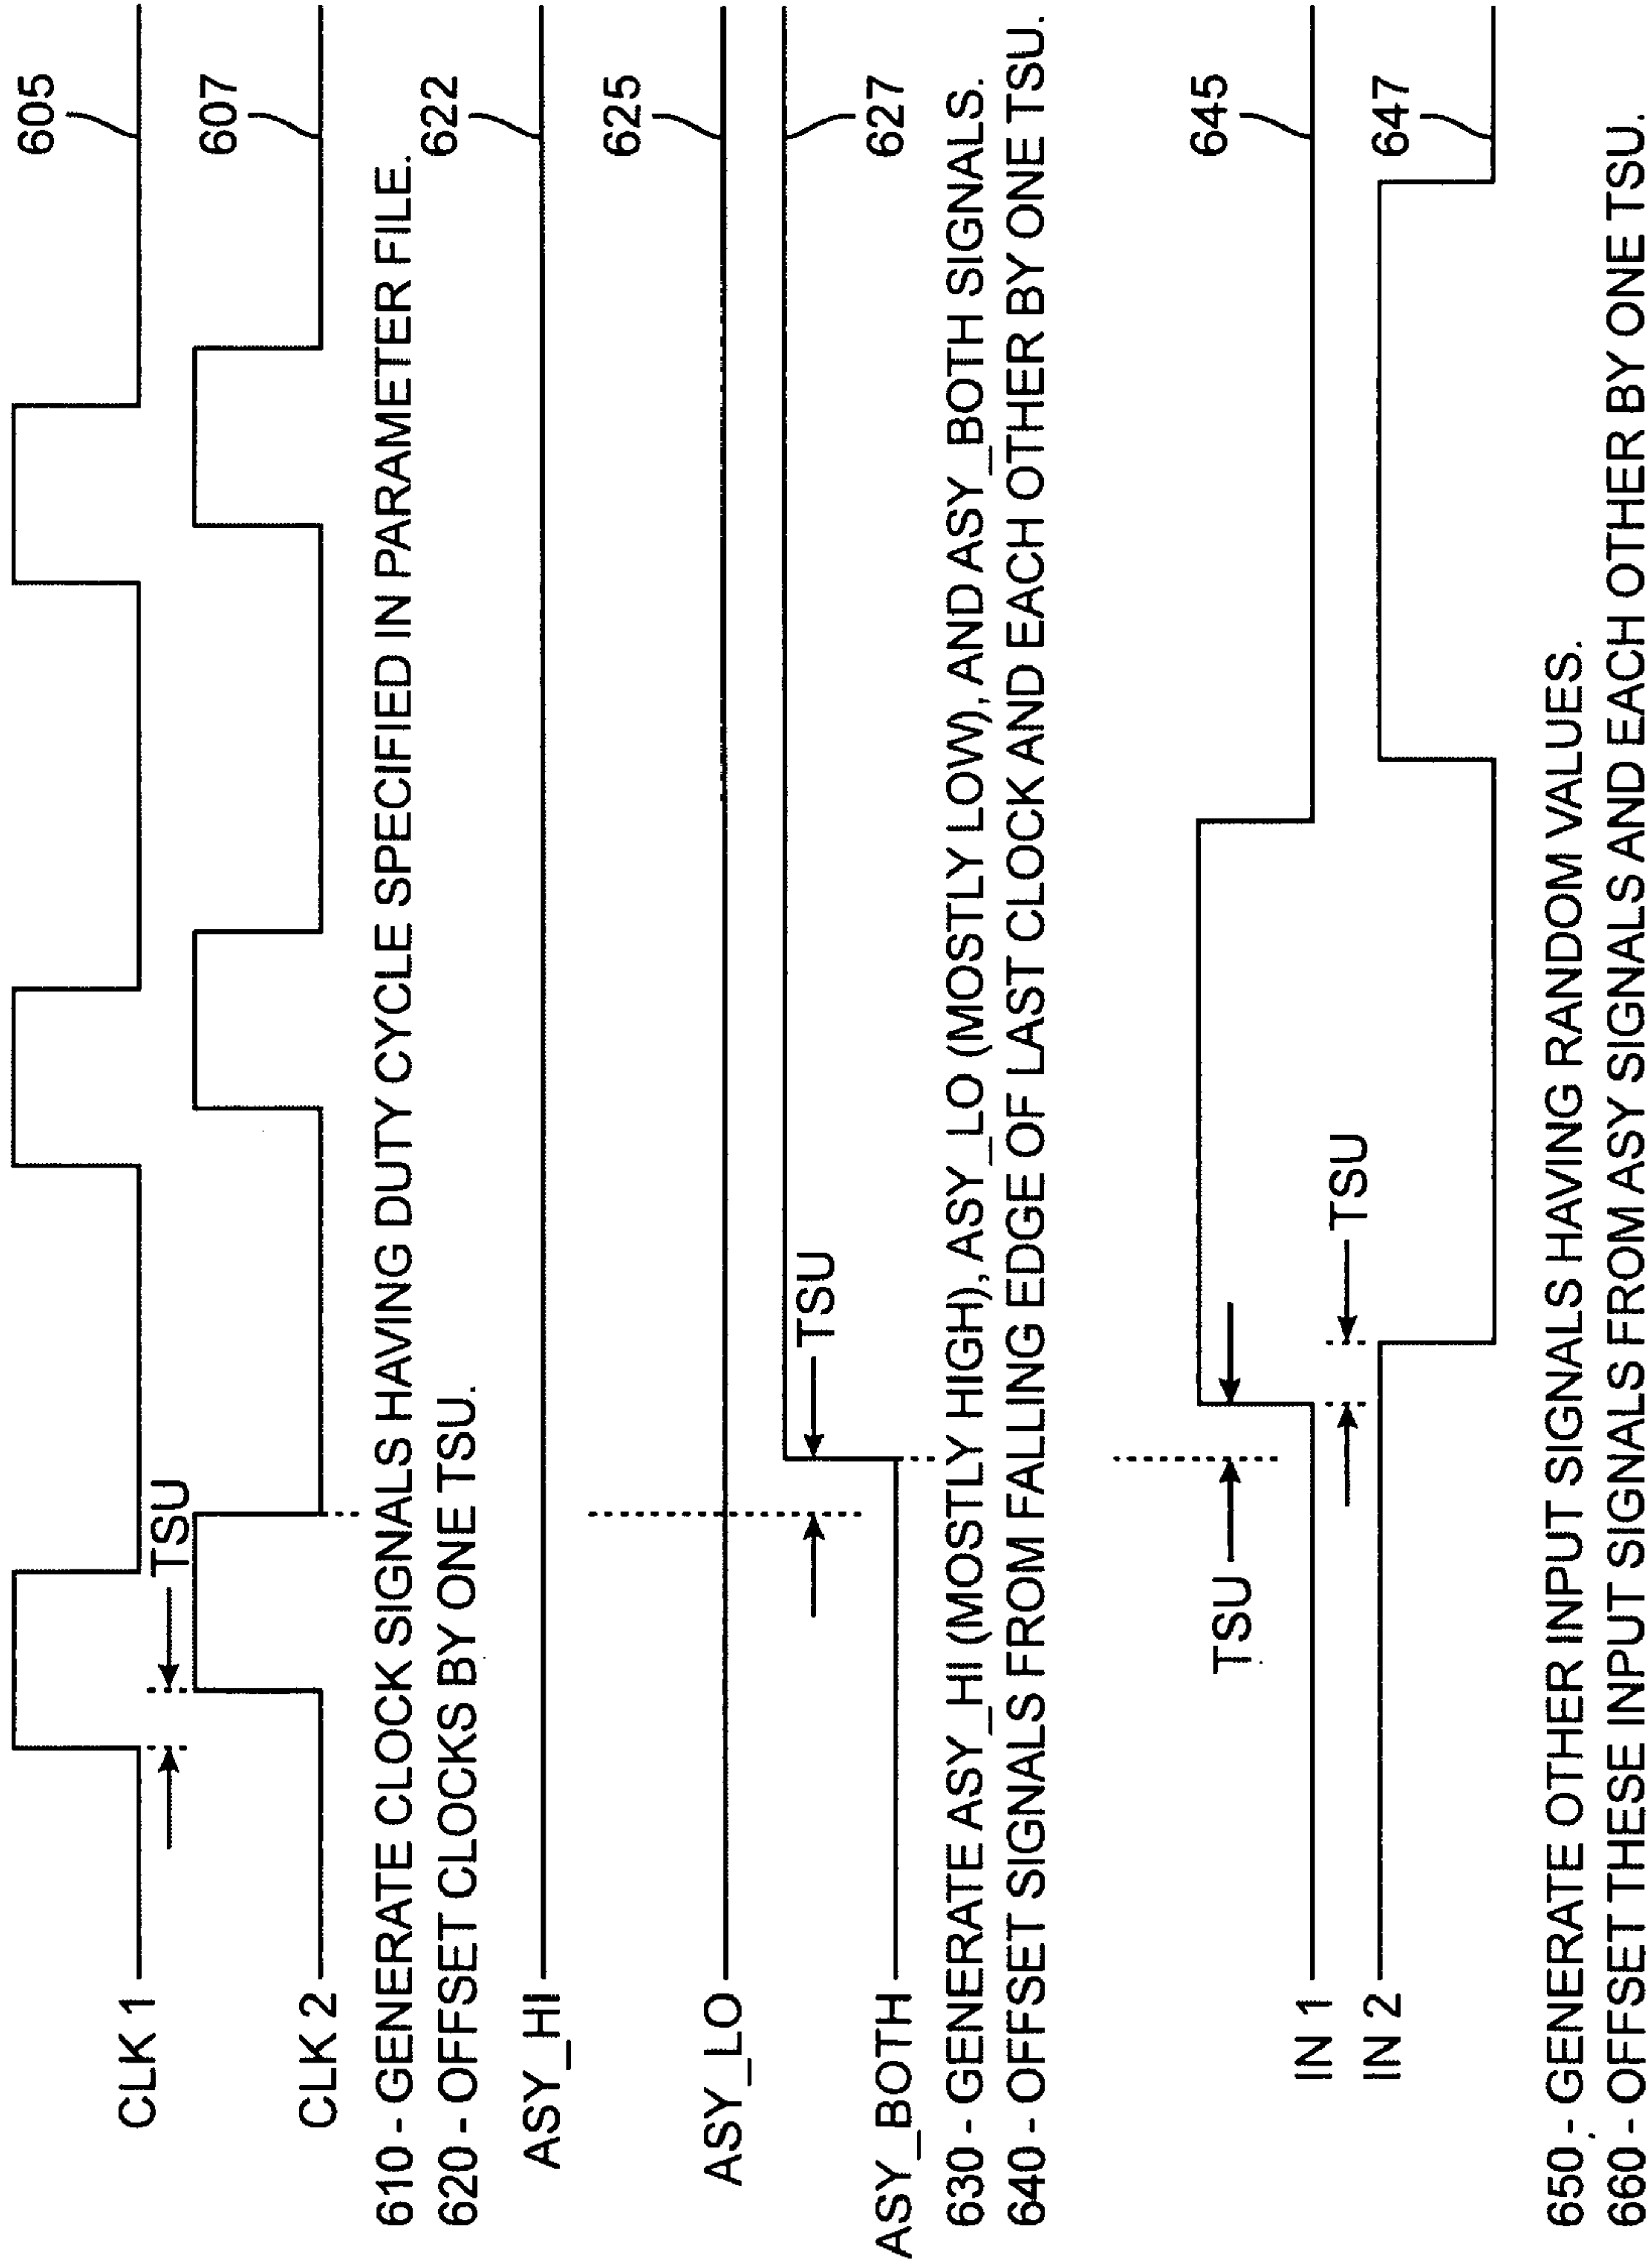 CLK 1
TSU
605
CLK 2
607
610 - GENERATE CLOCK SIGNALS HAVING DUTY CYCLE SPECIFIED IN PARAMETER FILE.
620 - OFFSET CLOCKS BY ONE TSU.
ASY_HI
622
ASY_LO
625
TSU
ASY_BOTH
627
630 - GENERATE ASY_HI (MOSTLY HIGH), ASY_LO (MOSTLY LOW), AND ASY_BOTH SIGNALS.
640 - OFFSET SIGNALS FROM FALLING EDGE OF LAST CLOCK AND EACH OTHER BY ONE TSU.
TSU
645
IN 1
TSU
IN 2
647
650 - GENERATE OTHER INPUT SIGNALS HAVING RANDOM VALUES.
660 - OFFSET THESE INPUT SIGNALS FROM ASY SIGNALS AND EACH OTHER BY ONE TSU.